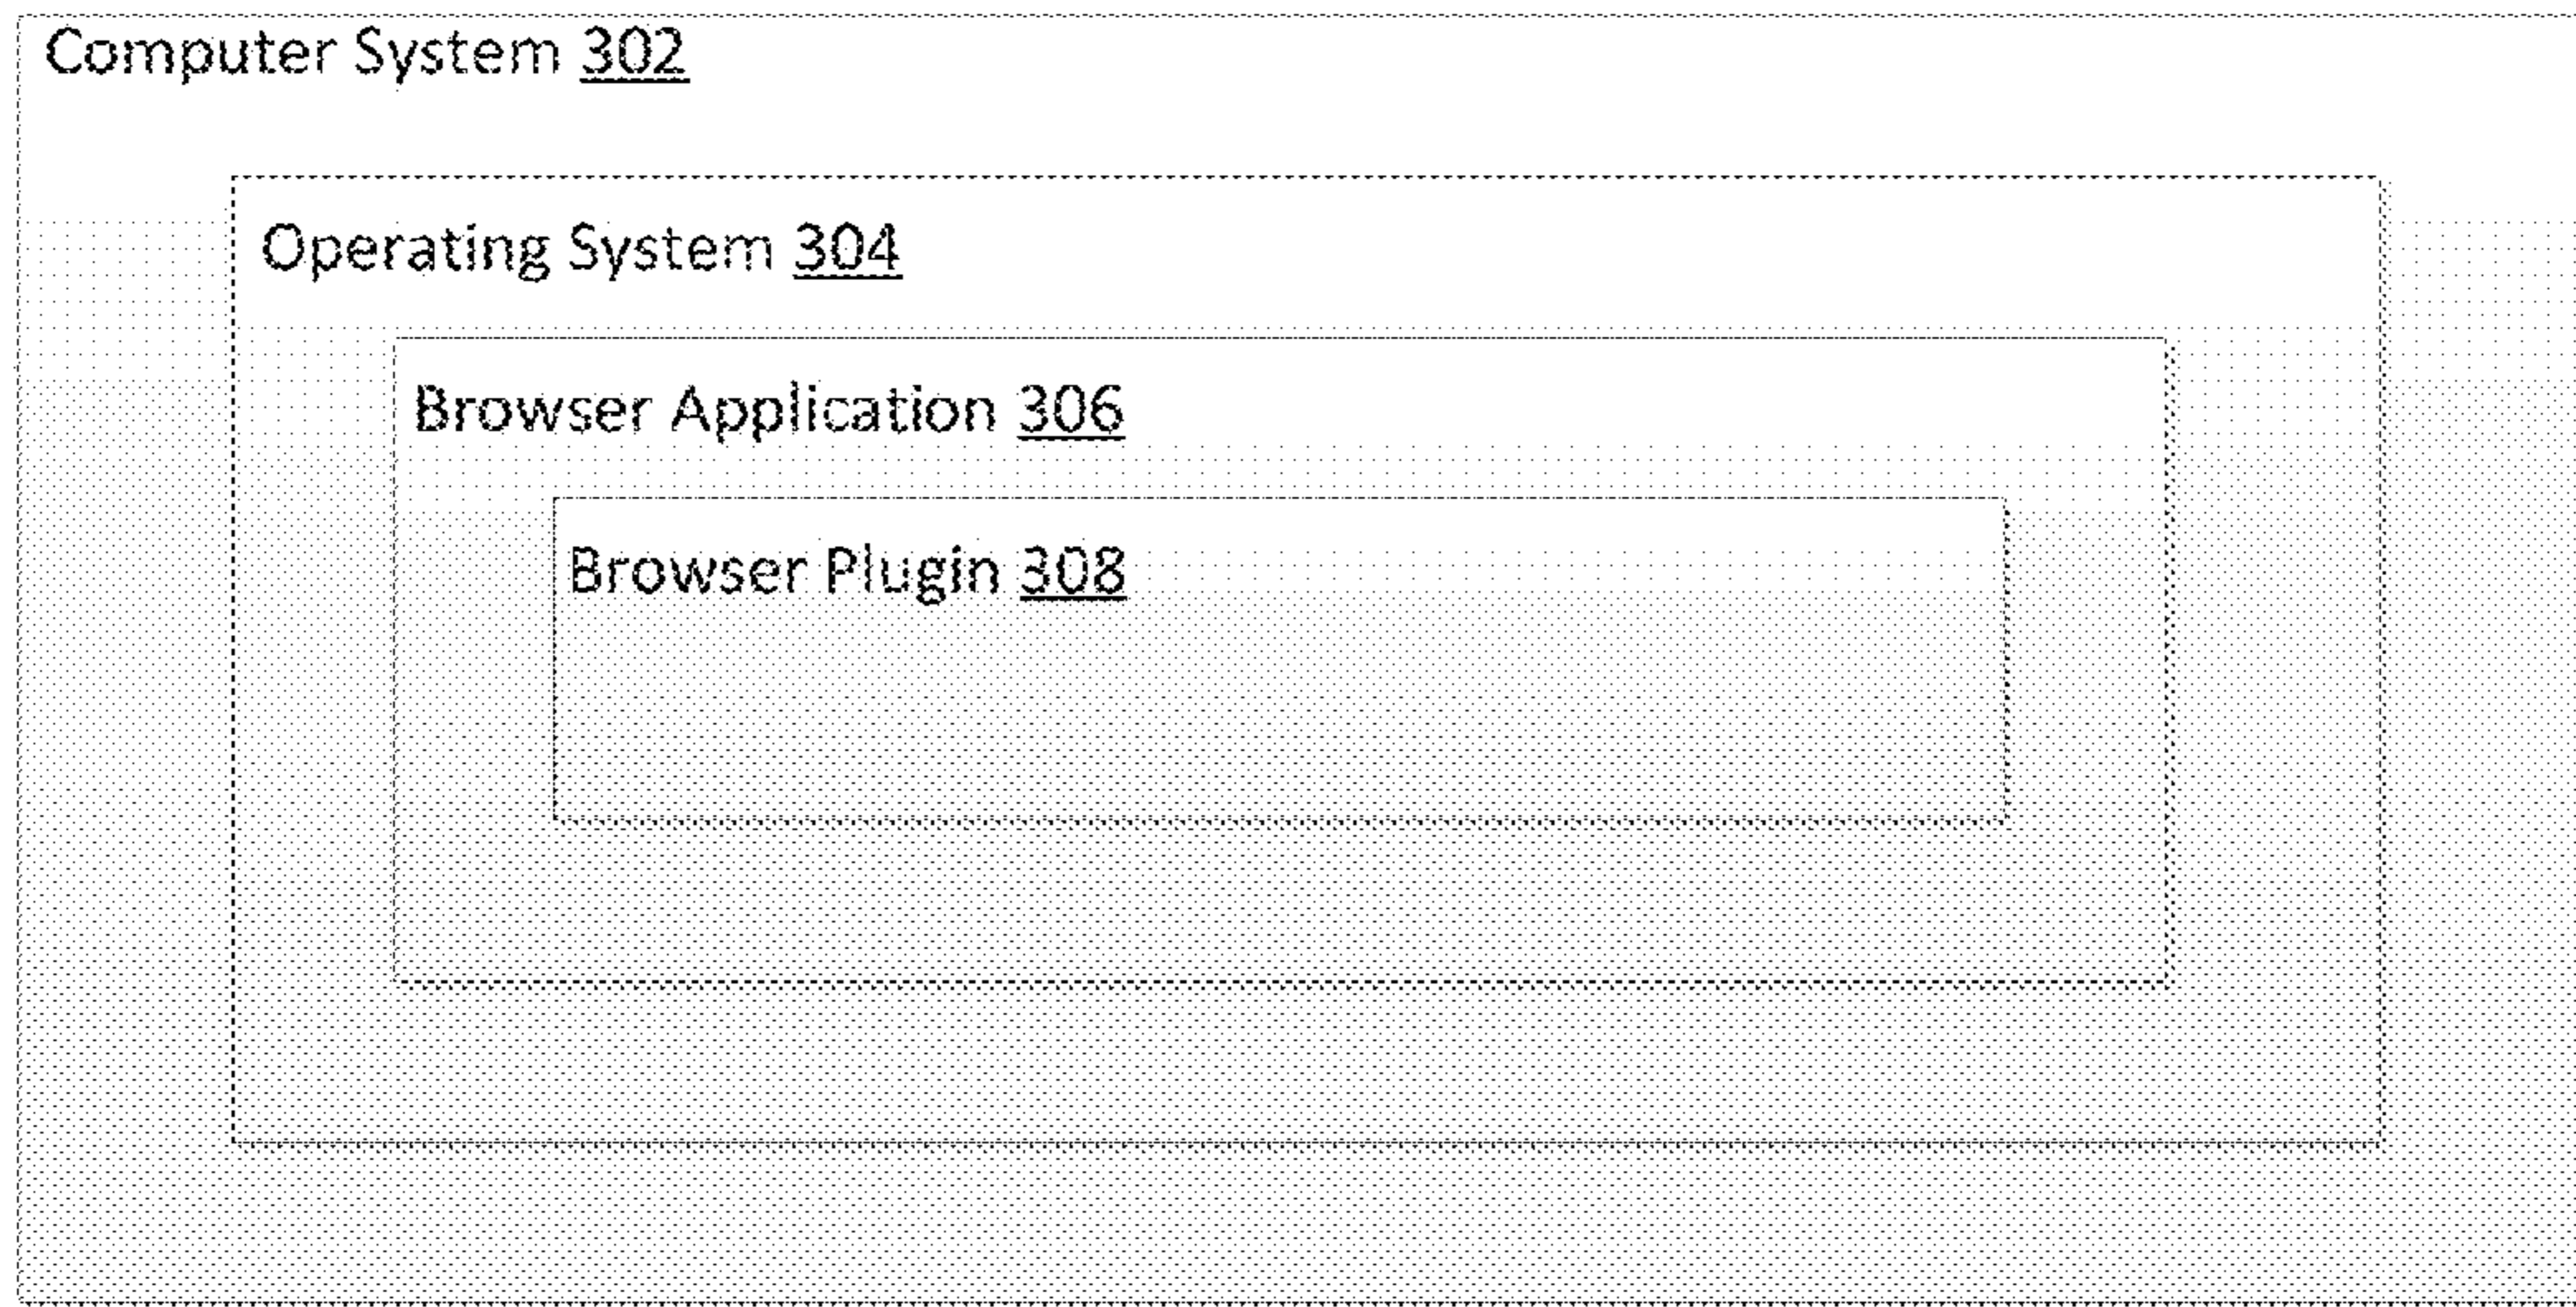 Computer System 302
Operating System 304
Browser Application 306
Browser Plugin 308